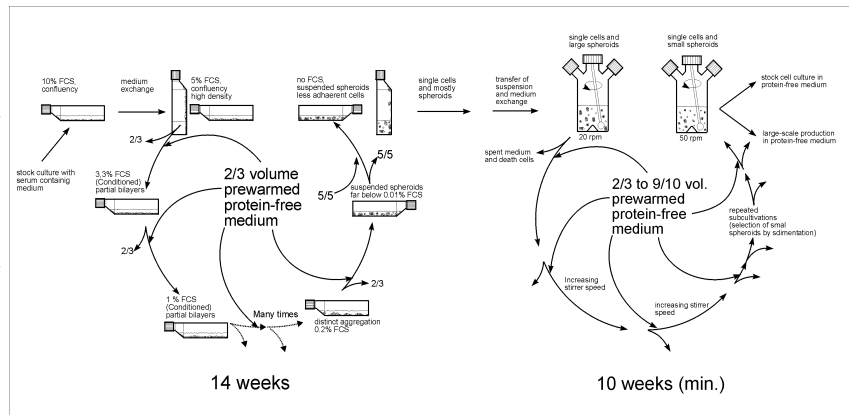 10% FCS,
confluency
medium
exchange
5% FCS,
confluency
high density
2/3
stock culture with
serum containig
medium
3,3% FCS
(Conditioned)
partial bilayers
2/3
1 % FCS
(Conditioned)
partial bilayers
Many times
distinct aggregation
0.2% FCS
2/3
suspended spheroids
far below 0.01% FCS
5/5
5/5
no FCS,
suspended spheroids
less adhaerent cells
2/3 volume
prewarmed
protein-free
medium
14 weeks
single cells
and mostly
spheroids
transfer of
suspension
and medium
exchange
single cells and
large spheroids
20 rpm
single cells and
small spheroids
50 rpm
stock cell culture in
protein-free medium
large-scale production
in protein-free medium
spent medium
and death cells
2/3 to 9/10 vol.
prewarmed
protein-free
medium
repeated
subcultivations
(selection of smal
spheroids by sdimentation)
Increasing
stirrer speed
increasing stirrer
speed
10 weeks (min.)